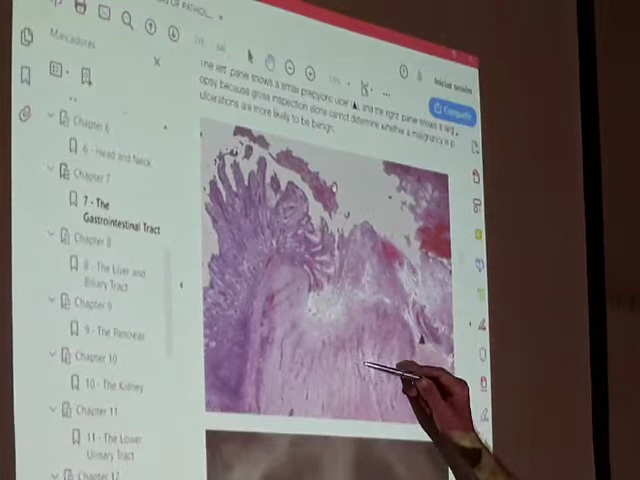 Marcadores
Iniciar sesión
Compartir
The left panel shows a small prepyloric ulcer (▲), and the right panel shows a
opsy because gross inspection alone cannot determine whether a malignancy is p
ulcerations are more likely to be benign.
Chapter 6
6 - Head and Neck
Chapter 7
7 - The
Gastrointestinal Tract
Chapter 8
8 - The Liver and
Biliary Tract
Chapter 9
9 - The Pancreas
Chapter 10
10 - The Kidney
Chapter 11
11 - The Lower
Urinary Tract
Chapter 12